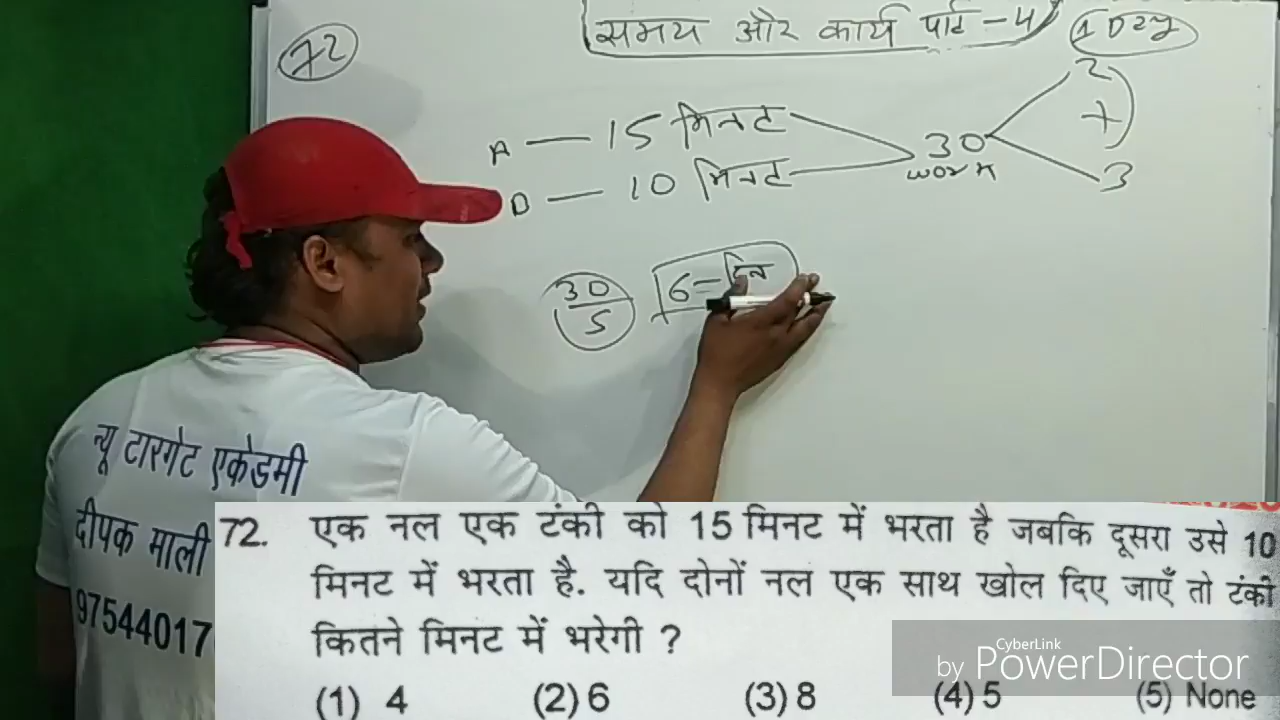 समय और कार्य पार्ट - 4
72
1 Day
A — 15 मिनट
B — 10 मिनट
30
work
2
+
3
30
5
6 = दिन
न्यू टारगेट एकेडमी
दीपक माली
97544017
72. एक नल एक टंकी को 15 मिनट में भरता है जबकि दूसरा उसे 10
मिनट में भरता है. यदि दोनों नल एक साथ खोल दिए जाएँ तो टंकी
कितने मिनट में भरेगी ?
(1) 4 (2) 6 (3) 8 (4) 5 (5) None
CyberLink
by PowerDirector